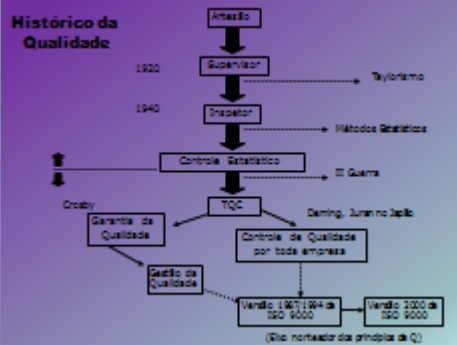 Histórico da
Qualidade
Artesão
1920
Supervisor
Taylorismo
1940
Inspetor
Métodos Estatísticos
Controle Estatístico
II Guerra
Crosby
TQC
Deming, Juran no Japão
Garantia da
Qualidade
Controle de Qualidade
por toda empresa
Gestão da
Qualidade
Versão 1987/1994 da
ISO 9000
Versão 2000 da
ISO 9000
(Eixo norteador dos princípios da Q)